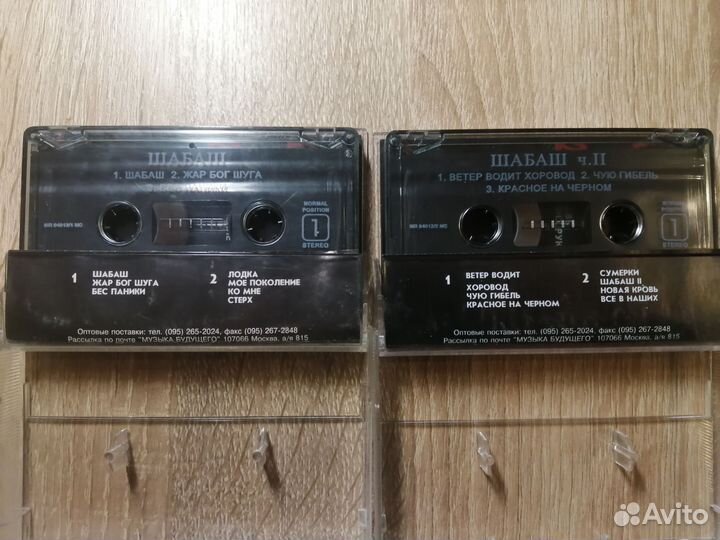 ШАБАШ
1. ШАБАШ 2. ЖАР БОГ ШУГА
NORMAL
POSITION
1
STEREO
1
ШАБАШ
ЖАР БОГ ШУГА
БЕС ПАНИКИ
2
ЛОДКА
МОЕ ПОКОЛЕНИЕ
КО МНЕ
СТЕРХ
Оптовые поставки: тел. (095) 265-2024, факс (095) 267-2848
Рассылка по почте "МУЗЫКА БУДУЩЕГО" 107066 Москва, а/я 815
ШАБАШ ч.II
1. ВЕТЕР ВОДИТ ХОРОВОД 2. ЧУЮ ГИБЕЛЬ
3. КРАСНОЕ НА ЧЕРНОМ
NORMAL
POSITION
1
STEREO
1
ВЕТЕР ВОДИТ
ХОРОВОД
ЧУЮ ГИБЕЛЬ
КРАСНОЕ НА ЧЕРНОМ
2
СУМЕРКИ
ШАБАШ II
НОВАЯ КРОВЬ
ВСЕ В НАШИХ
Оптовые поставки: тел. (095) 265-2024, факс (095) 267-2848
Рассылка по почте "МУЗЫКА БУДУЩЕГО" 107066 Москва, а/я 815
Avito